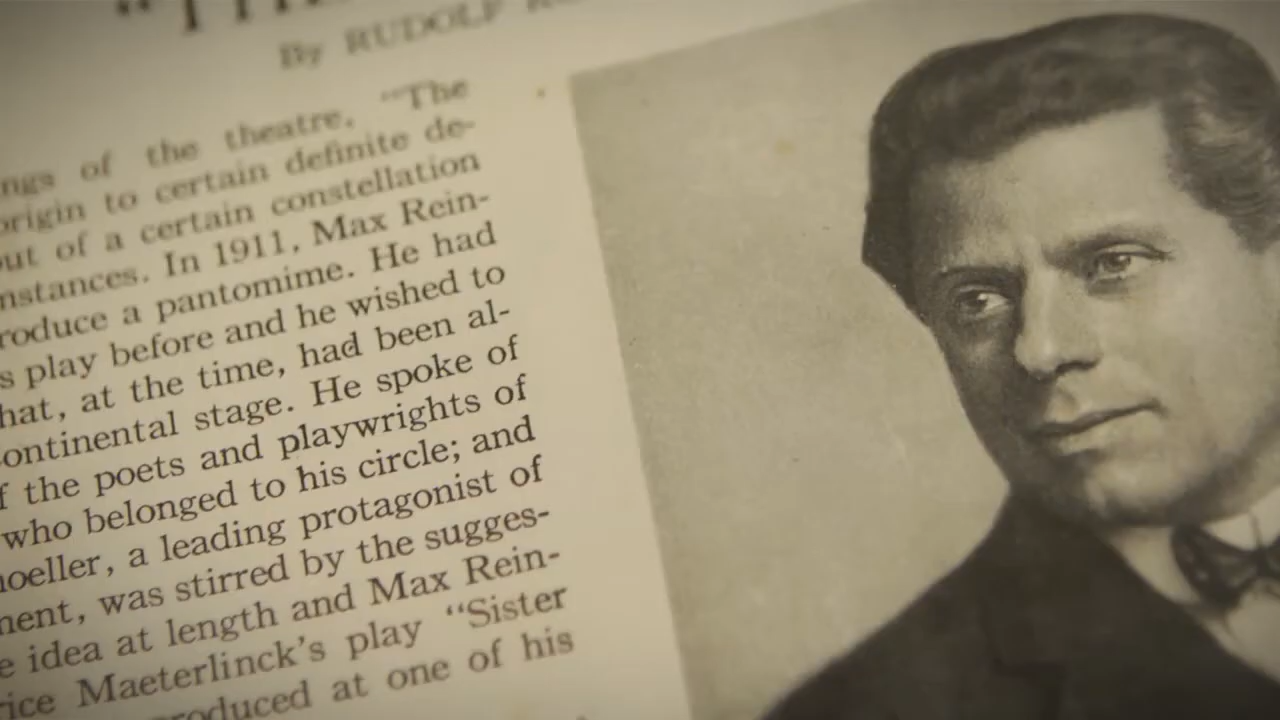 By RUDOLF
ngs of the theatre, "The
origin to certain definite de-
out of a certain constellation
nstances. In 1911, Max Rein-
roduce a pantomime. He had
s play before and he wished to
hat, at the time, had been al-
ontinental stage. He spoke of
f the poets and playwrights of
who belonged to his circle; and
oeller, a leading protagonist of
ment, was stirred by the sugges-
e idea at length and Max Rein-
rice Maeterlinck's play "Sister
roduced at one of his